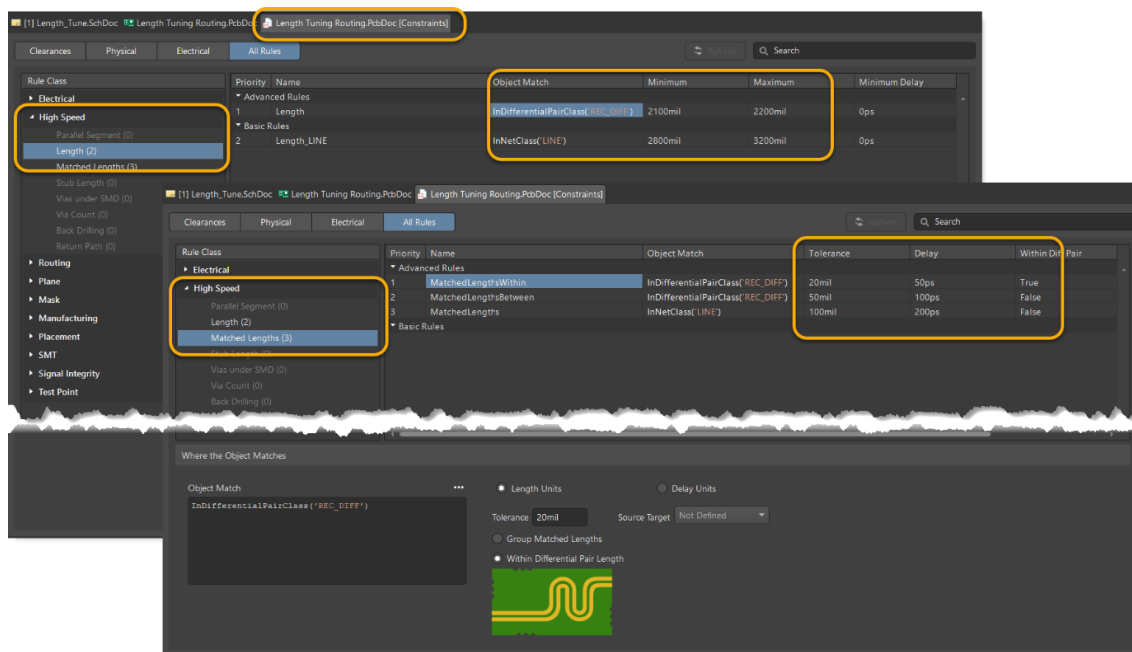 [1] Length_Tune.SchDoc Length Tuning Routing.PcbDoc Length Tuning Routing.PcbDoc [Constraints]
Clearances Physical Electrical All Rules Refresh Search
Rule Class Priority Name Object Match Minimum Maximum Minimum Delay
Electrical Advanced Rules
High Speed 1 Length InDifferentialPairClass('REC_DIFF') 2100mil 2200mil 0ps
Parallel Segment (0) Basic Rules
Length (2) 2 Length_LINE InNetClass('LINE') 2800mil 3200mil 0ps
Matched Lengths (3)
Stub Length (0)
Vias under SMD (0)
Via Count (0)
Back Drilling (0)
Return Path (0)
Routing
Plane
Mask
Manufacturing
Placement
SMT
Signal Integrity
Test Point
[1] Length_Tune.SchDoc Length Tuning Routing.PcbDoc Length Tuning Routing.PcbDoc [Constraints]
Clearances Physical Electrical All Rules Refresh Search
Rule Class Priority Name Object Match Tolerance Delay Within Diff Pair
Electrical Advanced Rules
High Speed 1 MatchedLengthsWithin InDifferentialPairClass('REC_DIFF') 20mil 50ps True
Parallel Segment (0) 2 MatchedLengthsBetween InDifferentialPairClass('REC_DIFF') 50mil 100ps False
Length (2) 3 MatchedLengths InNetClass('LINE') 100mil 200ps False
Matched Lengths (3) Basic Rules
Stub Length (0)
Vias under SMD (0)
Via Count (0)
Back Drilling (0)
Where the Object Matches
Object Match ••• Length Units Delay Units
InDifferentialPairClass('REC_DIFF')
Tolerance 20mil Source Target Not Defined
Group Matched Lengths
Within Differential Pair Length